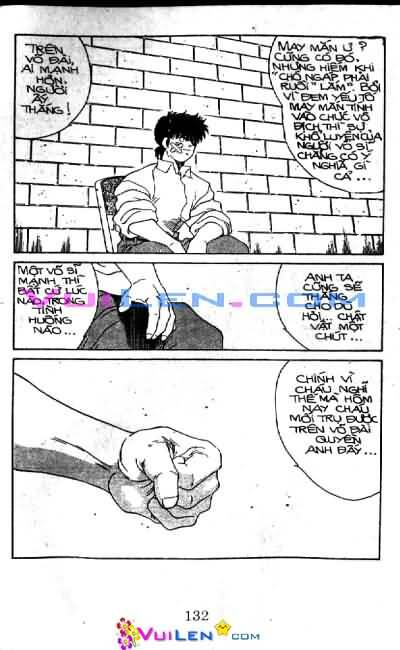 MAY MẮN Ư ?
CŨNG CÓ ĐÓ,
NHƯNG HIẾM KHI
"CHÓ NGÁP PHẢI
RUỒI" LẮM. BỞI
VÌ ĐEM YẾU TỐ
MAY MẮN TÍNH
VÀO CHỨC VÔ
ĐỊCH THÌ SỰ
KHỔ LUYỆN CỦA
NGƯỜI VÕ SĨ
CHẲNG CÓ Ý
NGHĨA GÌ
CẢ ...
TRÊN
VÕ ĐÀI,
AI MẠNH
HƠN,
NGƯỜI
ẤY
THẮNG !
MỘT VÕ SĨ
MẠNH THÌ
BẤT CỨ LÚC
NÀO, TRONG
TÌNH
HUỐNG
NÀO ...
ANH TA
CŨNG SẼ
THẮNG
CHO DÙ
HƠI... CHẬT
VẬT MỘT
CHÚT ...
VUILEN.COM
CHÍNH VÌ
CHÁU NGHĨ
THẾ MÀ HÔM
NAY CHÁU
MỚI TRỤ ĐƯỢC
TRÊN VÕ ĐÀI
QUYỀN
ANH ĐẤY ...
132
VUILEN.COM